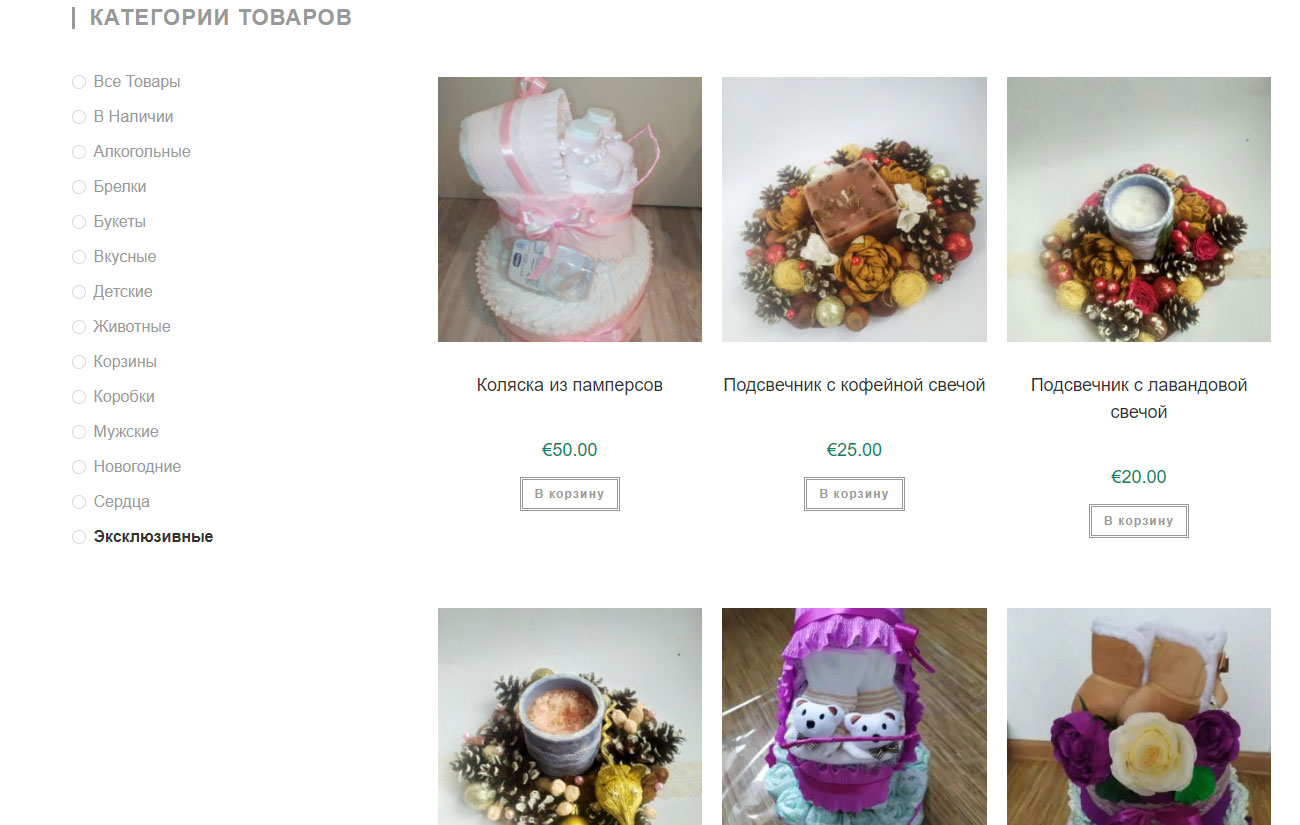 КАТЕГОРИИ ТОВАРОВ
Все Товары
В Наличии
Алкогольные
Брелки
Букеты
Вкусные
Детские
Животные
Корзины
Коробки
Мужские
Новогодние
Сердца
Эксклюзивные
Коляска из памперсов
€50.00
В корзину
Подсвечник с кофейной свечой
€25.00
В корзину
Подсвечник с лавандовой
свечой
€20.00
В корзину